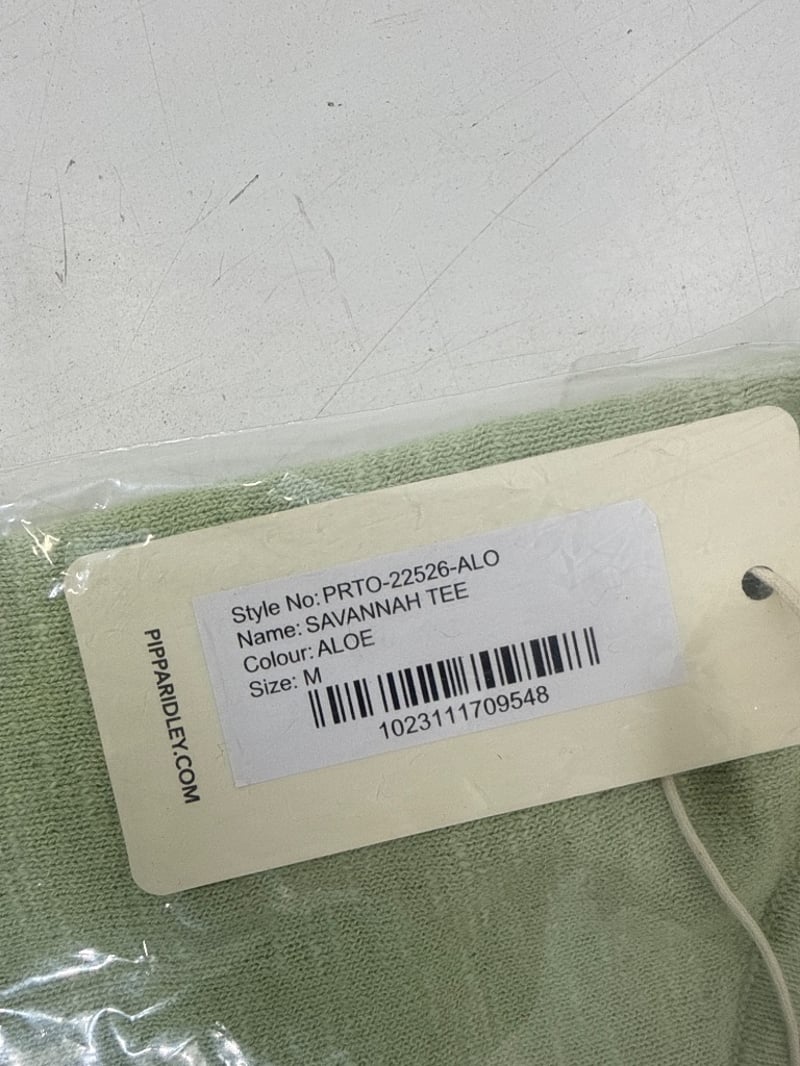 Style No: PRTO-22526-ALO
Name: SAVANNAH TEE
Colour: ALOE
Size: M
1023111709548
PIPPARIDLEY.COM